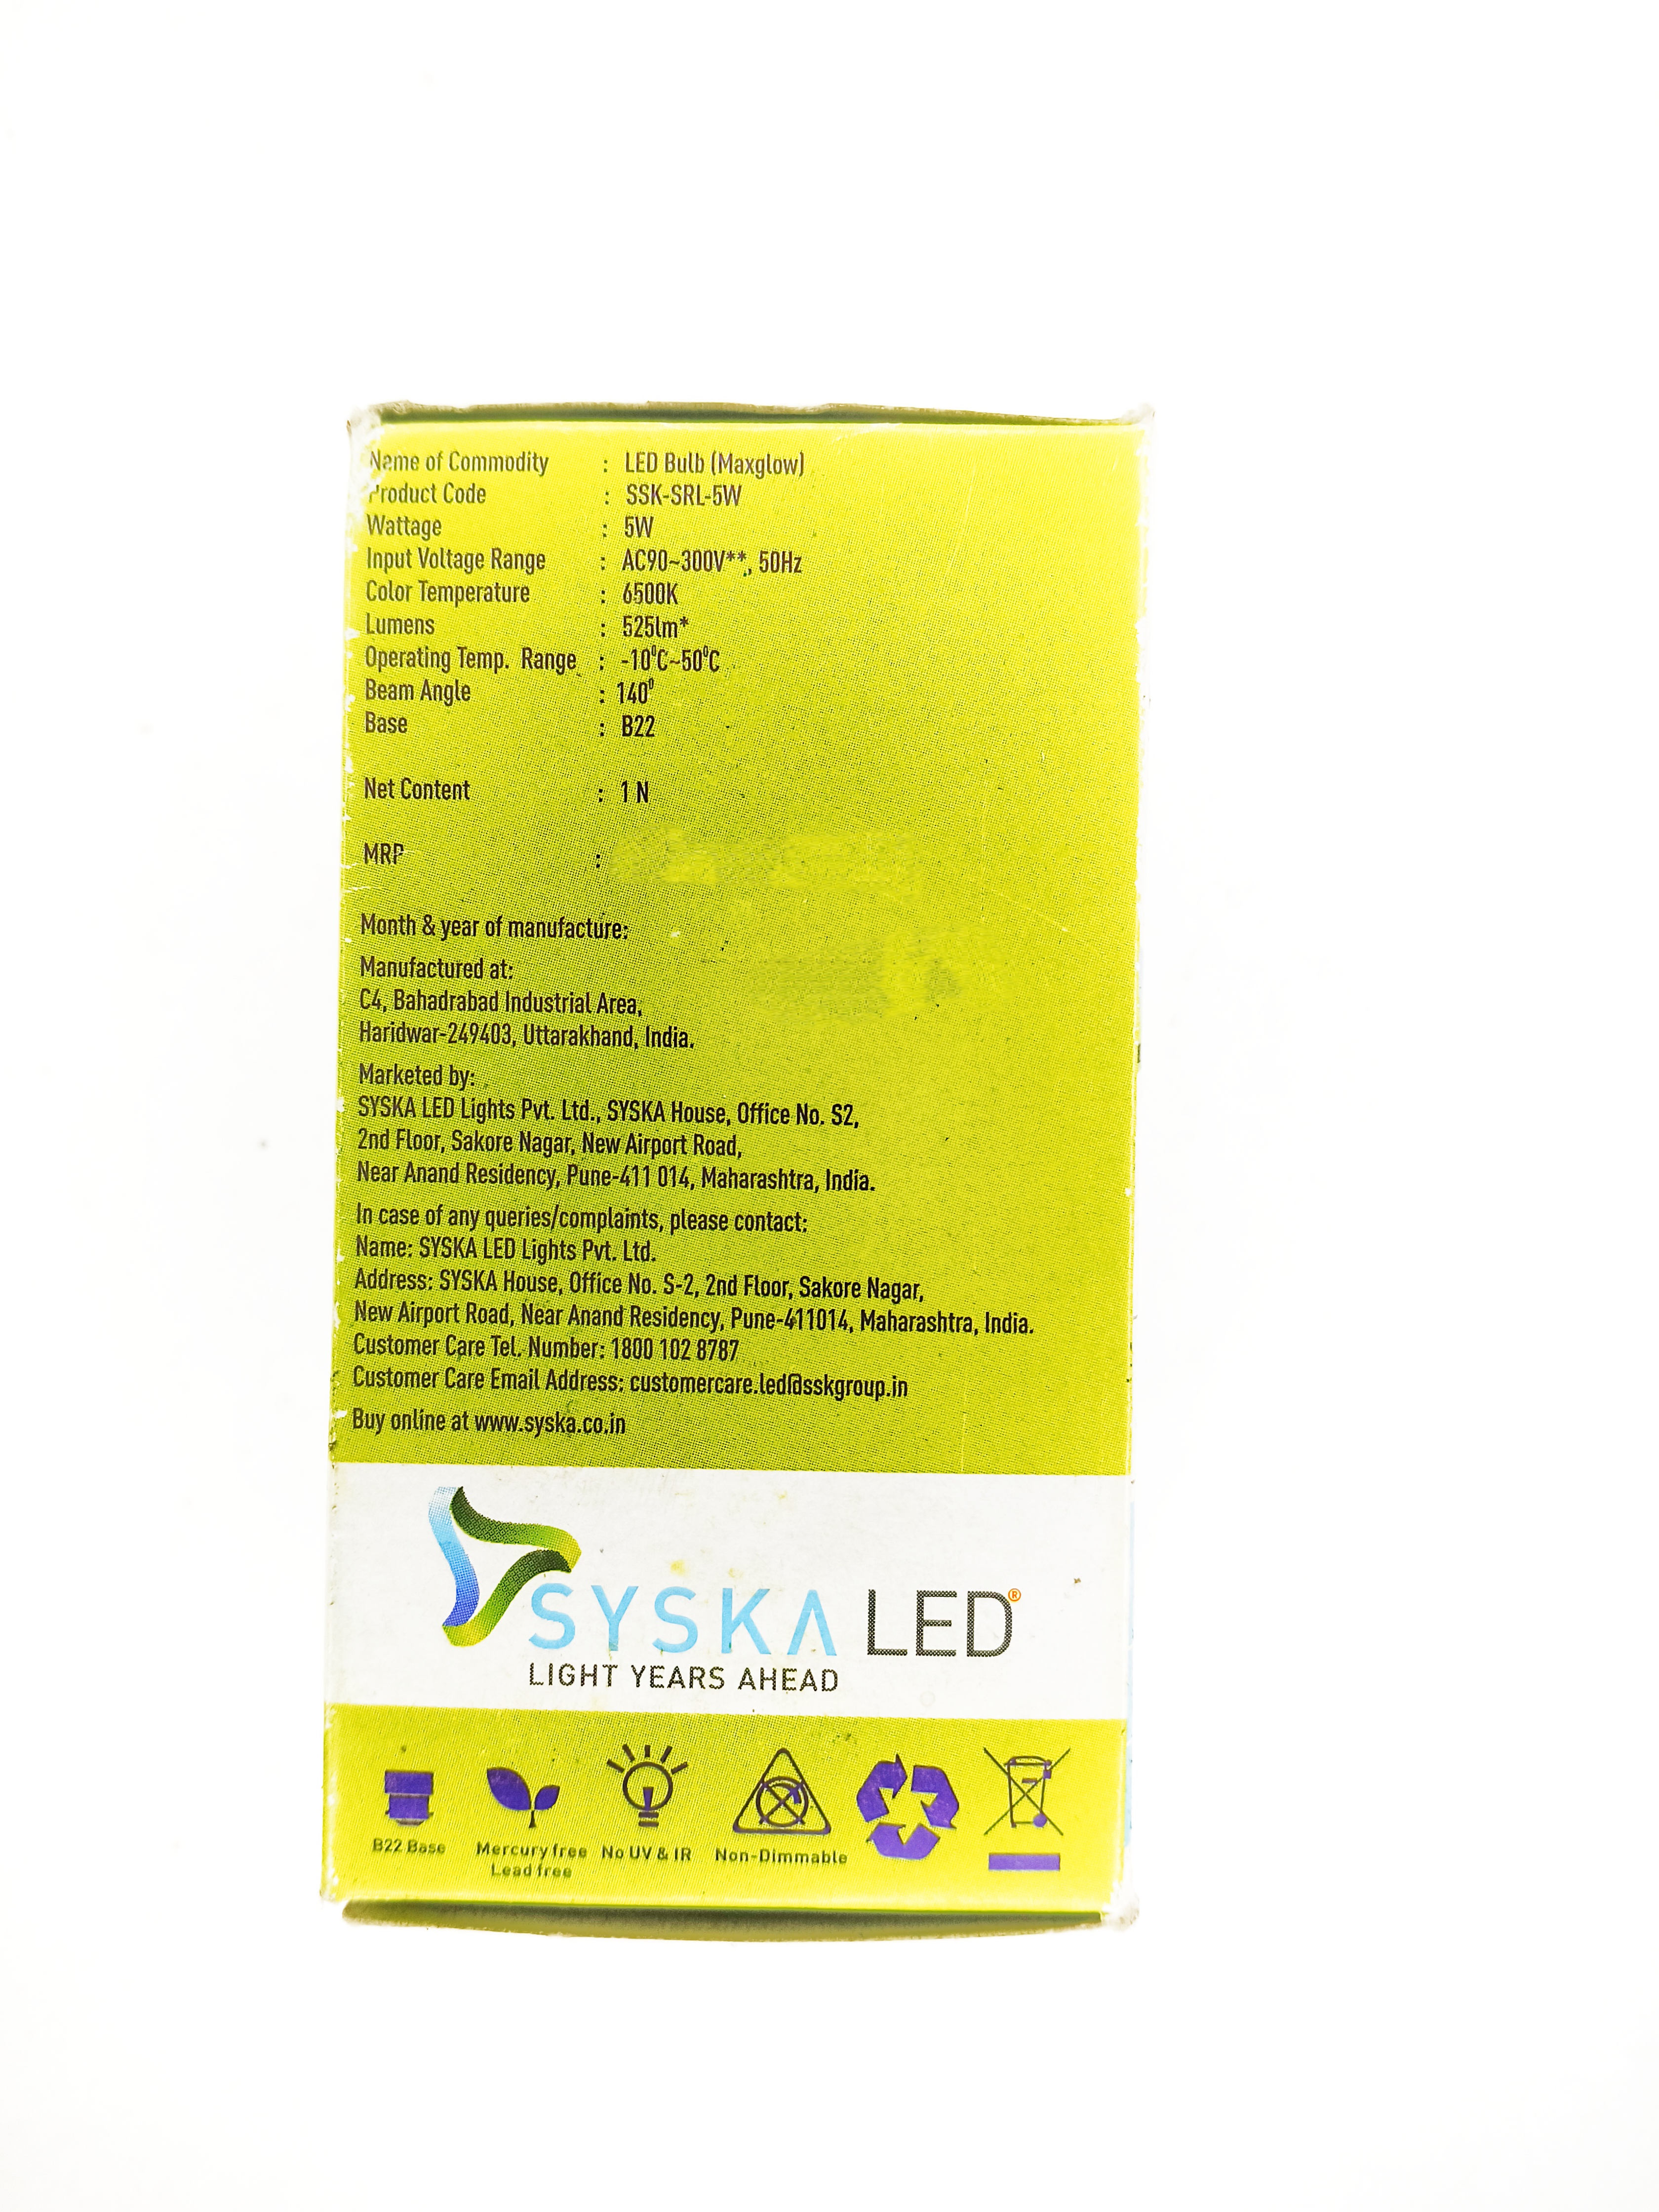 Name of Commodity : LED Bulb (Maxglow)
Product Code : SSK-SRL-5W
Wattage : 5W
Input Voltage Range : AC90~300V**, 50Hz
Color Temperature : 6500K
Lumens : 525lm*
Operating Temp. Range : -10⁰C~50⁰C
Beam Angle : 140⁰
Base : B22
Net Content : 1 N
MRP :
Month & year of manufacture:
Manufactured at:
C4, Bahadrabad Industrial Area,
Haridwar-249403, Uttarakhand, India.
Marketed by:
SYSKA LED Lights Pvt. Ltd., SYSKA House, Office No. S2,
2nd Floor, Sakore Nagar, New Airport Road,
Near Anand Residency, Pune-411 014, Maharashtra, India.
In case of any queries/complaints, please contact:
Name: SYSKA LED Lights Pvt. Ltd.
Address: SYSKA House, Office No. S-2, 2nd Floor, Sakore Nagar,
New Airport Road, Near Anand Residency, Pune-411014, Maharashtra, India.
Customer Care Tel. Number: 1800 102 8787
Customer Care Email Address: customercare.led@sskgroup.in
Buy online at www.syska.co.in
SYSKA LED®
LIGHT YEARS AHEAD
B22 Base
Mercury free
Lead free
No UV & IR
Non-Dimmable